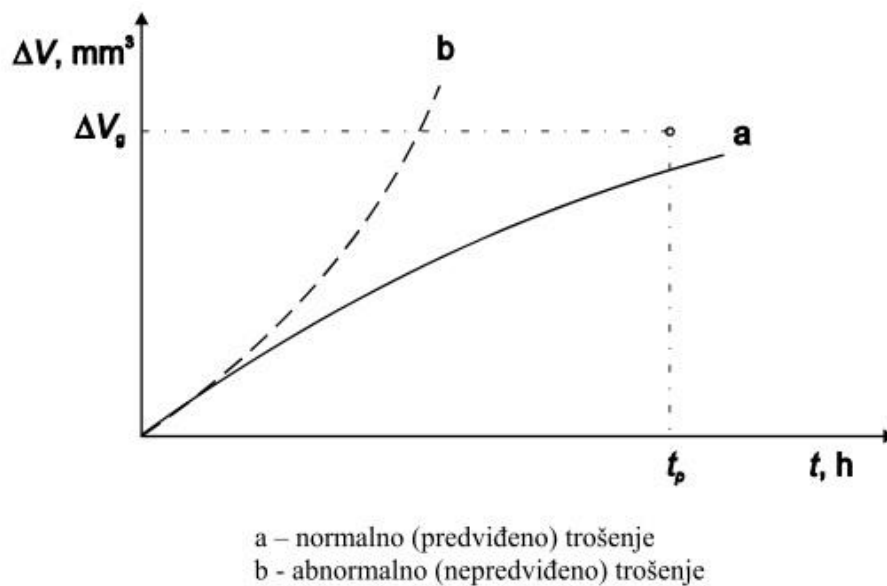 ΔV, mm³
b
ΔVg
a
tp
t, h
a – normalno (predviđeno) trošenje
b - abnormalno (nepredviđeno) trošenje